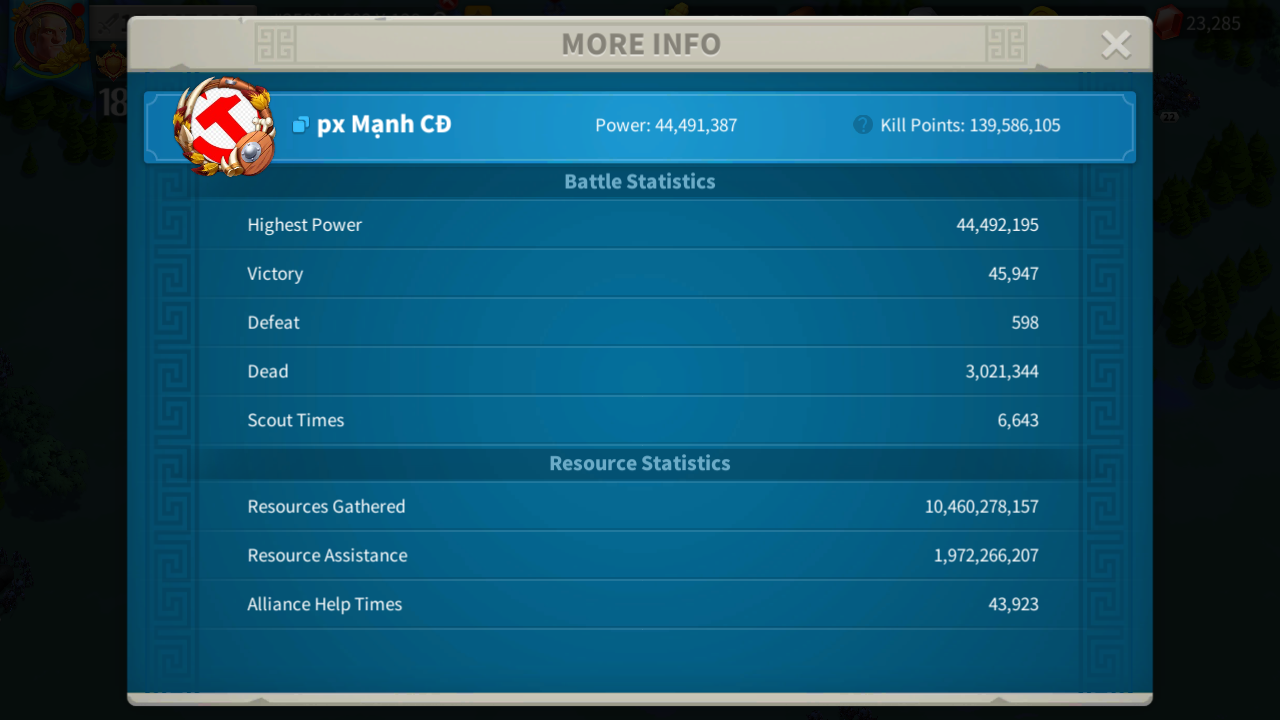 MORE INFO
23,285
18
px Mạnh CĐ
Power: 44,491,387
? Kill Points: 139,586,105
22
Battle Statistics
Highest Power 44,492,195
Victory 45,947
Defeat 598
Dead 3,021,344
Scout Times 6,643
Resource Statistics
Resources Gathered 10,460,278,157
Resource Assistance 1,972,266,207
Alliance Help Times 43,923